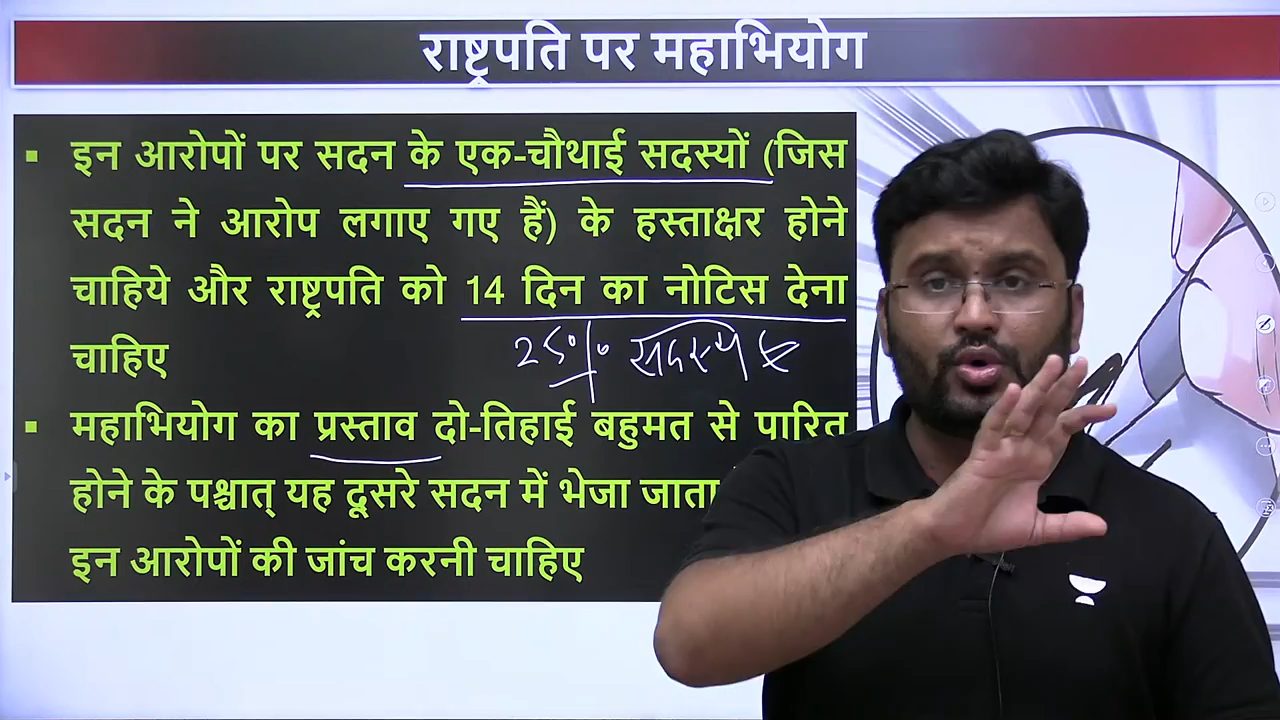 राष्ट्रपति पर महाभियोग
▪ इन आरोपों पर सदन के एक-चौथाई सदस्यों (जिस
सदन ने आरोप लगाए गए हैं) के हस्ताक्षर होने
चाहिये और राष्ट्रपति को 14 दिन का नोटिस देना
चाहिए
25% सदस्य
▪ महाभियोग का प्रस्ताव दो-तिहाई बहुमत से पारित
होने के पश्चात् यह दूसरे सदन में भेजा जाता
इन आरोपों की जांच करनी चाहिए